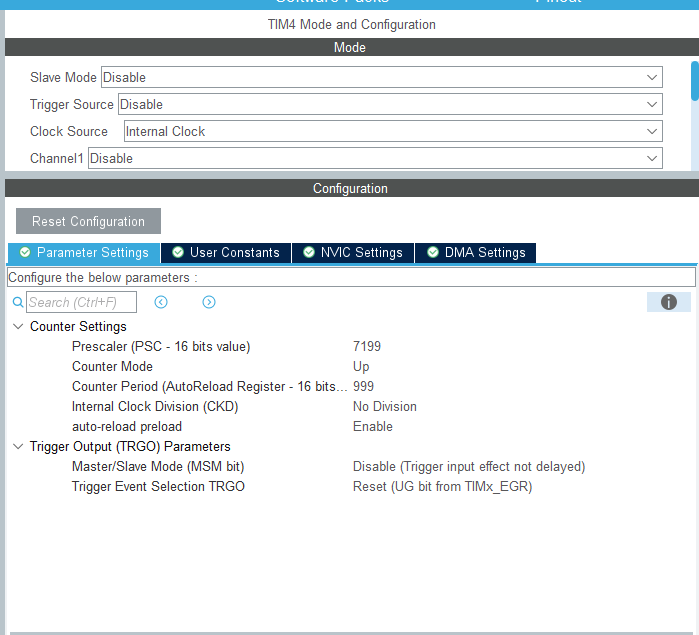 Software Packs Pinout
TIM4 Mode and Configuration
Mode
Slave Mode Disable
Trigger Source Disable
Clock Source Internal Clock
Channel1 Disable
Configuration
Reset Configuration
Parameter Settings User Constants NVIC Settings DMA Settings
Configure the below parameters :
Search (Ctrl+F)
Counter Settings
Prescaler (PSC - 16 bits value) 7199
Counter Mode Up
Counter Period (AutoReload Register - 16 bits... 999
Internal Clock Division (CKD) No Division
auto-reload preload Enable
Trigger Output (TRGO) Parameters
Master/Slave Mode (MSM bit) Disable (Trigger input effect not delayed)
Trigger Event Selection TRGO Reset (UG bit from TIMx_EGR)